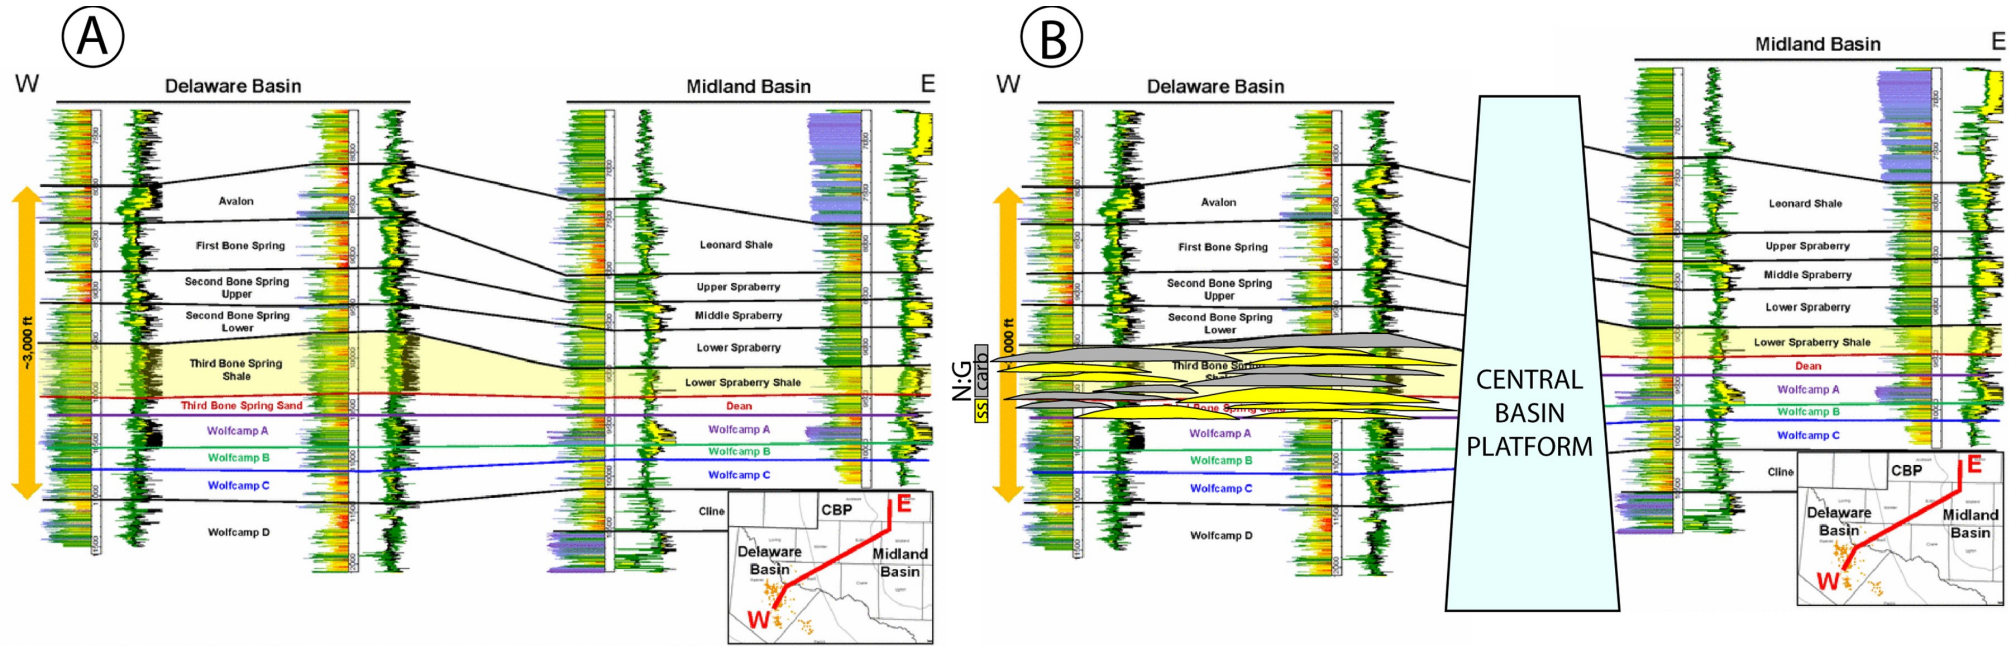 A
W
Delaware Basin
Midland Basin
E
Avalon
First Bone Spring
Second Bone Spring
Upper
Second Bone Spring
Lower
Third Bone Spring
Shale
Third Bone Spring Sand
Wolfcamp A
Wolfcamp B
Wolfcamp C
Wolfcamp D
~3,000 ft
Leonard Shale
Upper Spraberry
Middle Spraberry
Lower Spraberry
Lower Spraberry Shale
Dean
Wolfcamp A
Wolfcamp B
Wolfcamp C
Cline
CBP
E
Delaware
Basin
Midland
Basin
W
B
W
Delaware Basin
Midland Basin
E
Avalon
First Bone Spring
Second Bone Spring
Upper
Second Bone Spring
Lower
Third Bone
Wolfcamp A
Wolfcamp B
Wolfcamp C
Wolfcamp D
000 ft
N:G
ss
carb
CENTRAL
BASIN
PLATFORM
Leonard Shale
Upper Spraberry
Middle Spraberry
Lower Spraberry
Lower Spraberry Shale
Dean
Wolfcamp A
Wolfcamp B
Wolfcamp C
Cline
CBP
E
Delaware
Basin
Midland
Basin
W